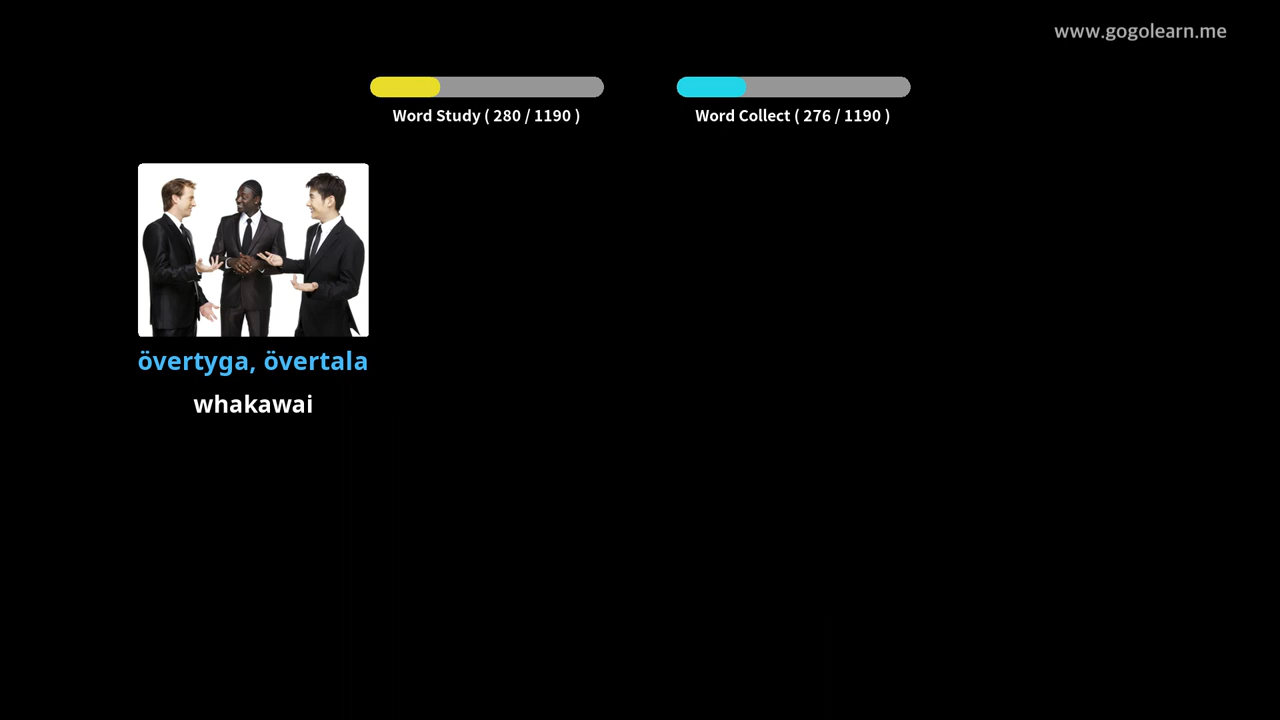 www.gogolearn.me
Word Study ( 280 / 1190 )
Word Collect ( 276 / 1190 )
övertyga, övertala
whakawai